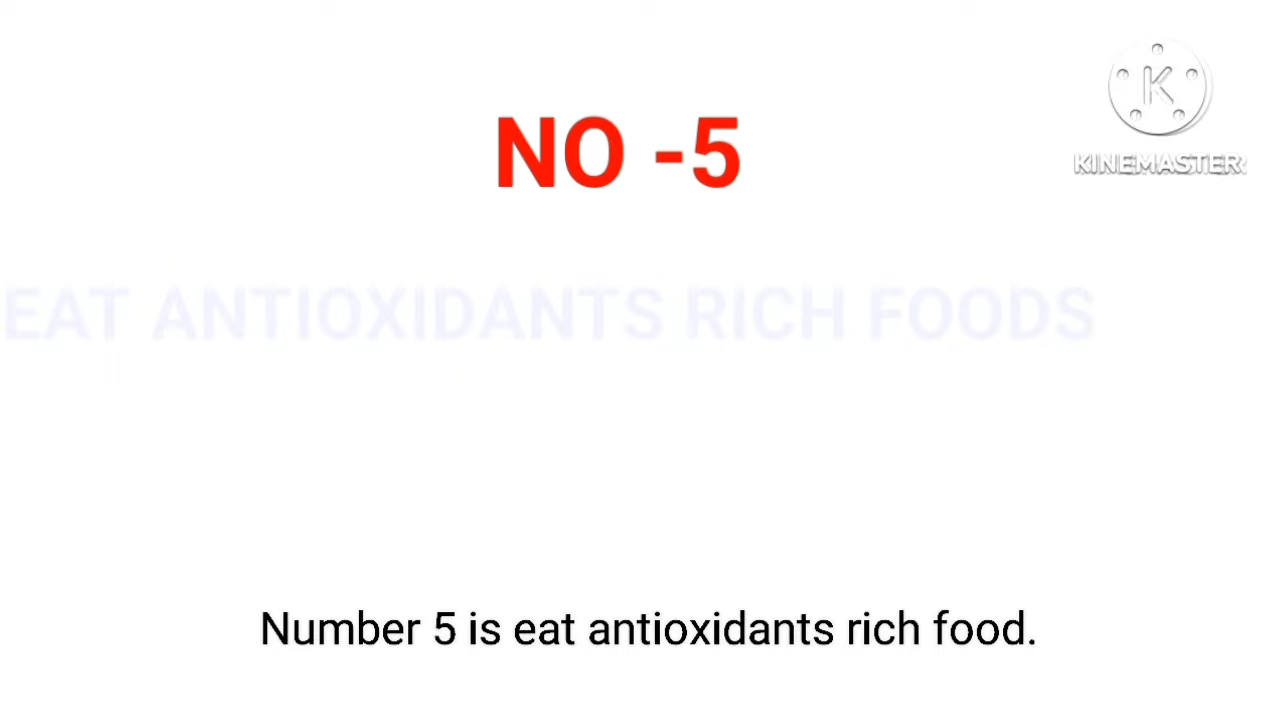 NO -5
KINEMASTER
EAT ANTIOXIDANTS RICH FOODS
Number 5 is eat antioxidants rich food.